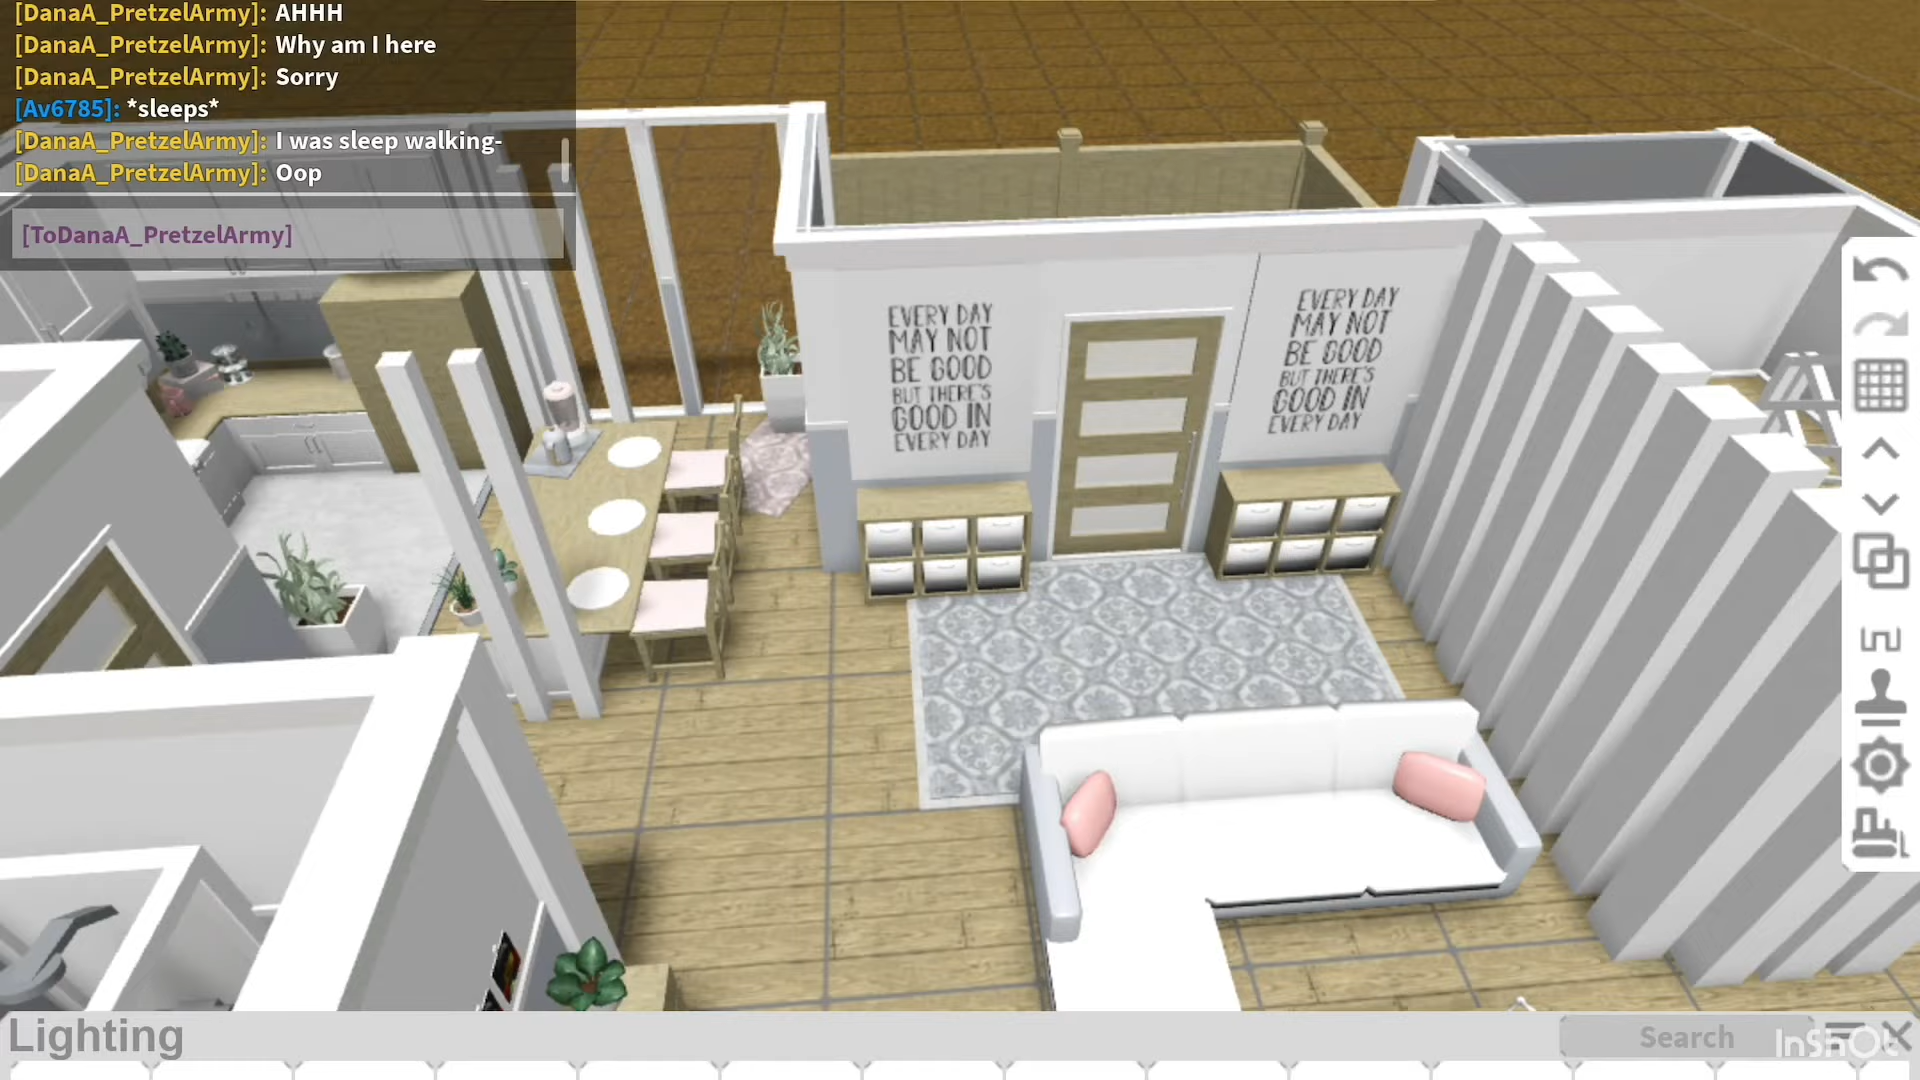 [DanaA_PretzelArmy]: AHHH
[DanaA_PretzelArmy]: Why am I here
[DanaA_PretzelArmy]: Sorry
[Av6785]: *sleeps*
[DanaA_PretzelArmy]: I was sleep walking-
[DanaA_PretzelArmy]: Oop
[ToDanaA_PretzelArmy]
EVERY DAY
MAY NOT
BE GOOD
BUT THERE'S
GOOD IN
EVERY DAY
EVERY DAY
MAY NOT
BE GOOD
BUT THERE'S
GOOD IN
EVERY DAY
Lighting
Search
InShOt